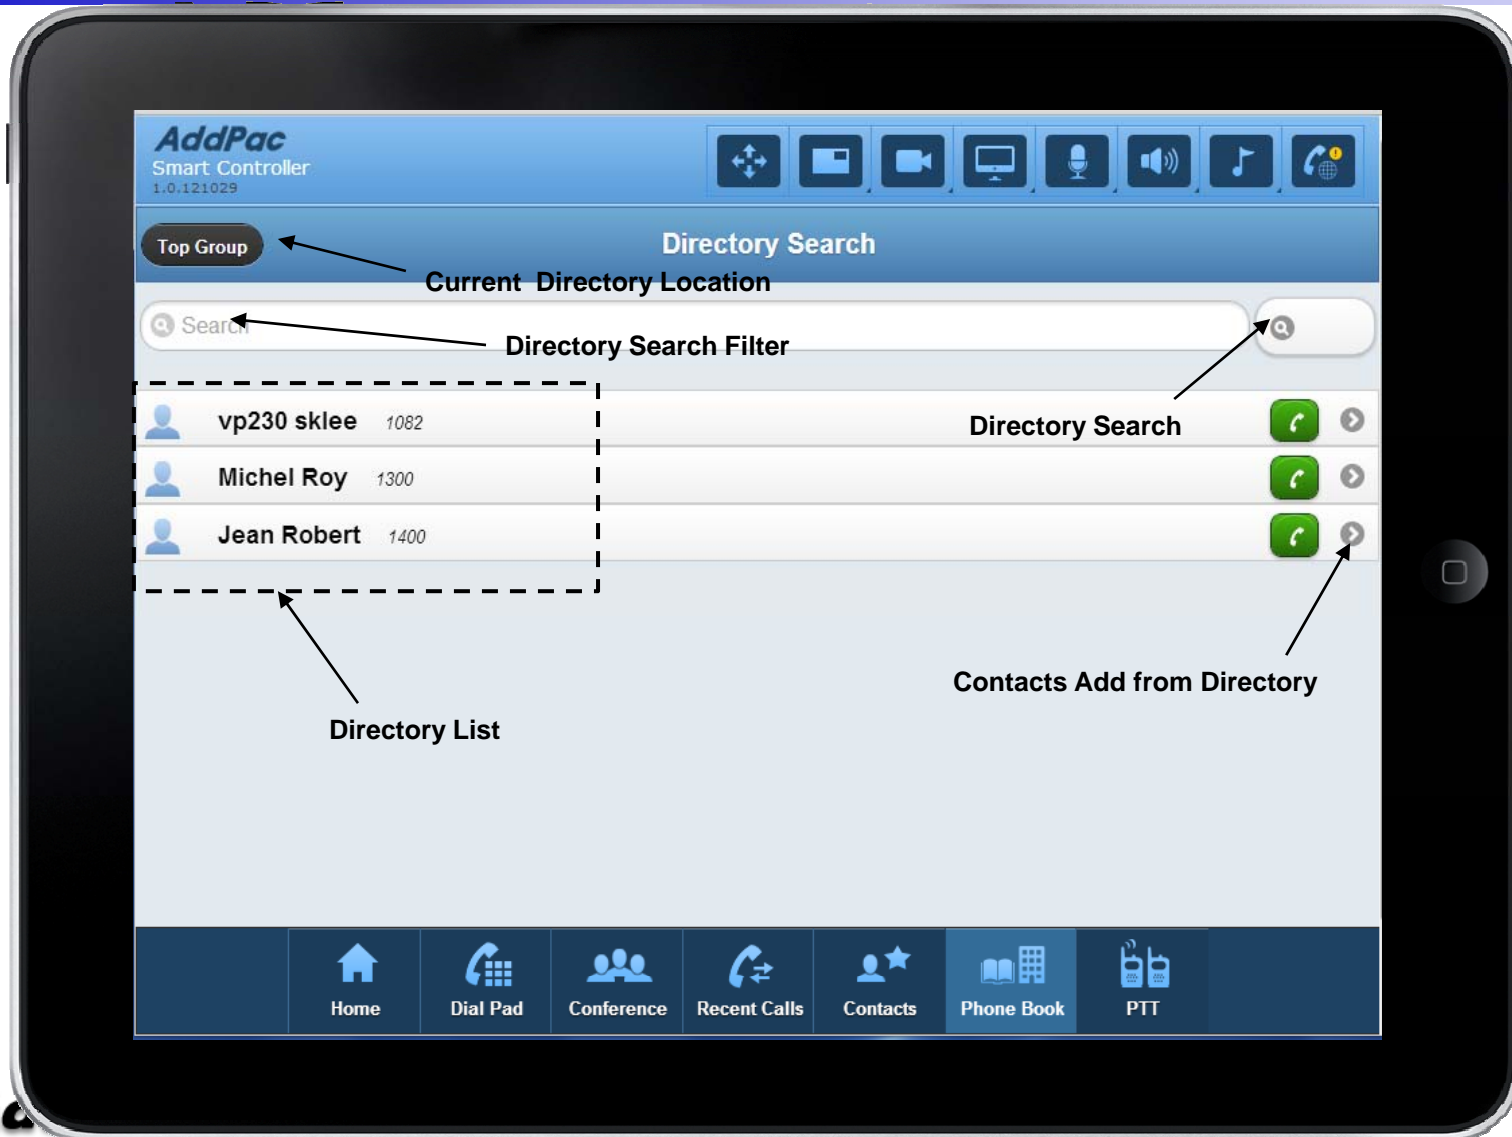 AddPac
Smart Controller
1.0.121029
Top Group
Directory Search
Current Directory Location
Search
Directory Search Filter
vp230 sklee 1082
Directory Search
Michel Roy 1300
Jean Robert 1400
Contacts Add from Directory
Directory List
Home
Dial Pad
Conference
Recent Calls
Contacts
Phone Book
PTT